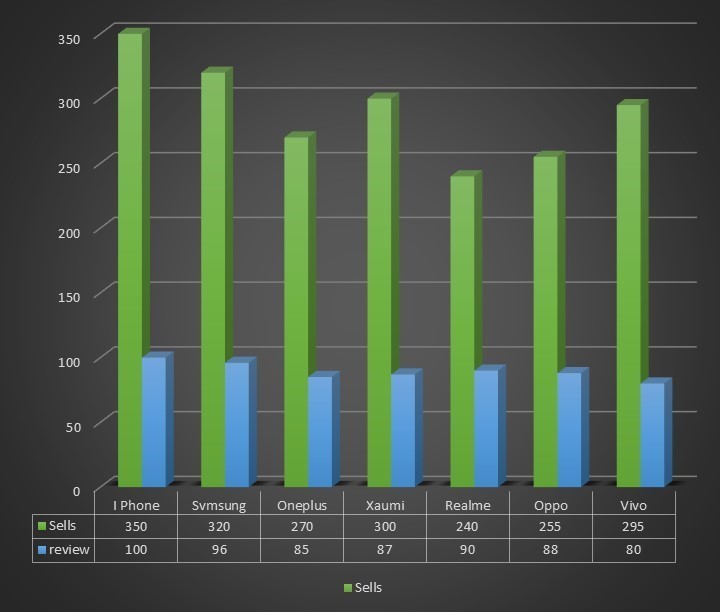 350
300
250
200
150
100
50
0
I Phone Svmsung Oneplus Xaumi Realme Oppo Vivo
Sells 350 320 270 300 240 255 295
review 100 96 85 87 90 88 80
Sells